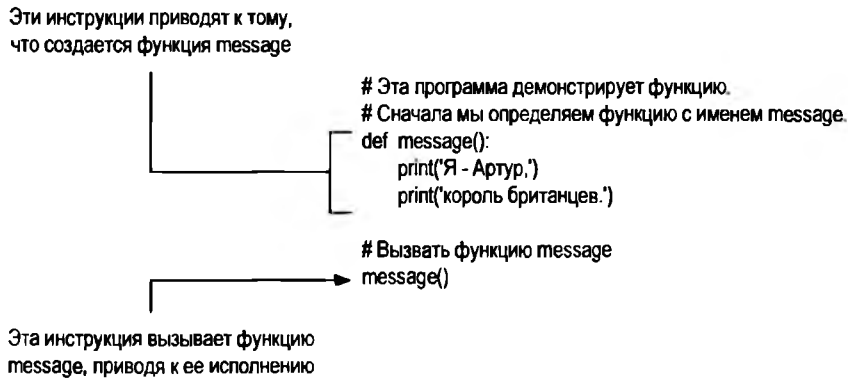 Эти инструкции приводят к тому,
что создается функция message
# Эта программа демонстрирует функцию.
# Сначала мы определяем функцию с именем message.
def message():
print('Я - Артур,')
print('король британцев.')
# Вызвать функцию message
message()
Эта инструкция вызывает функцию
message, приводя к ее исполнению